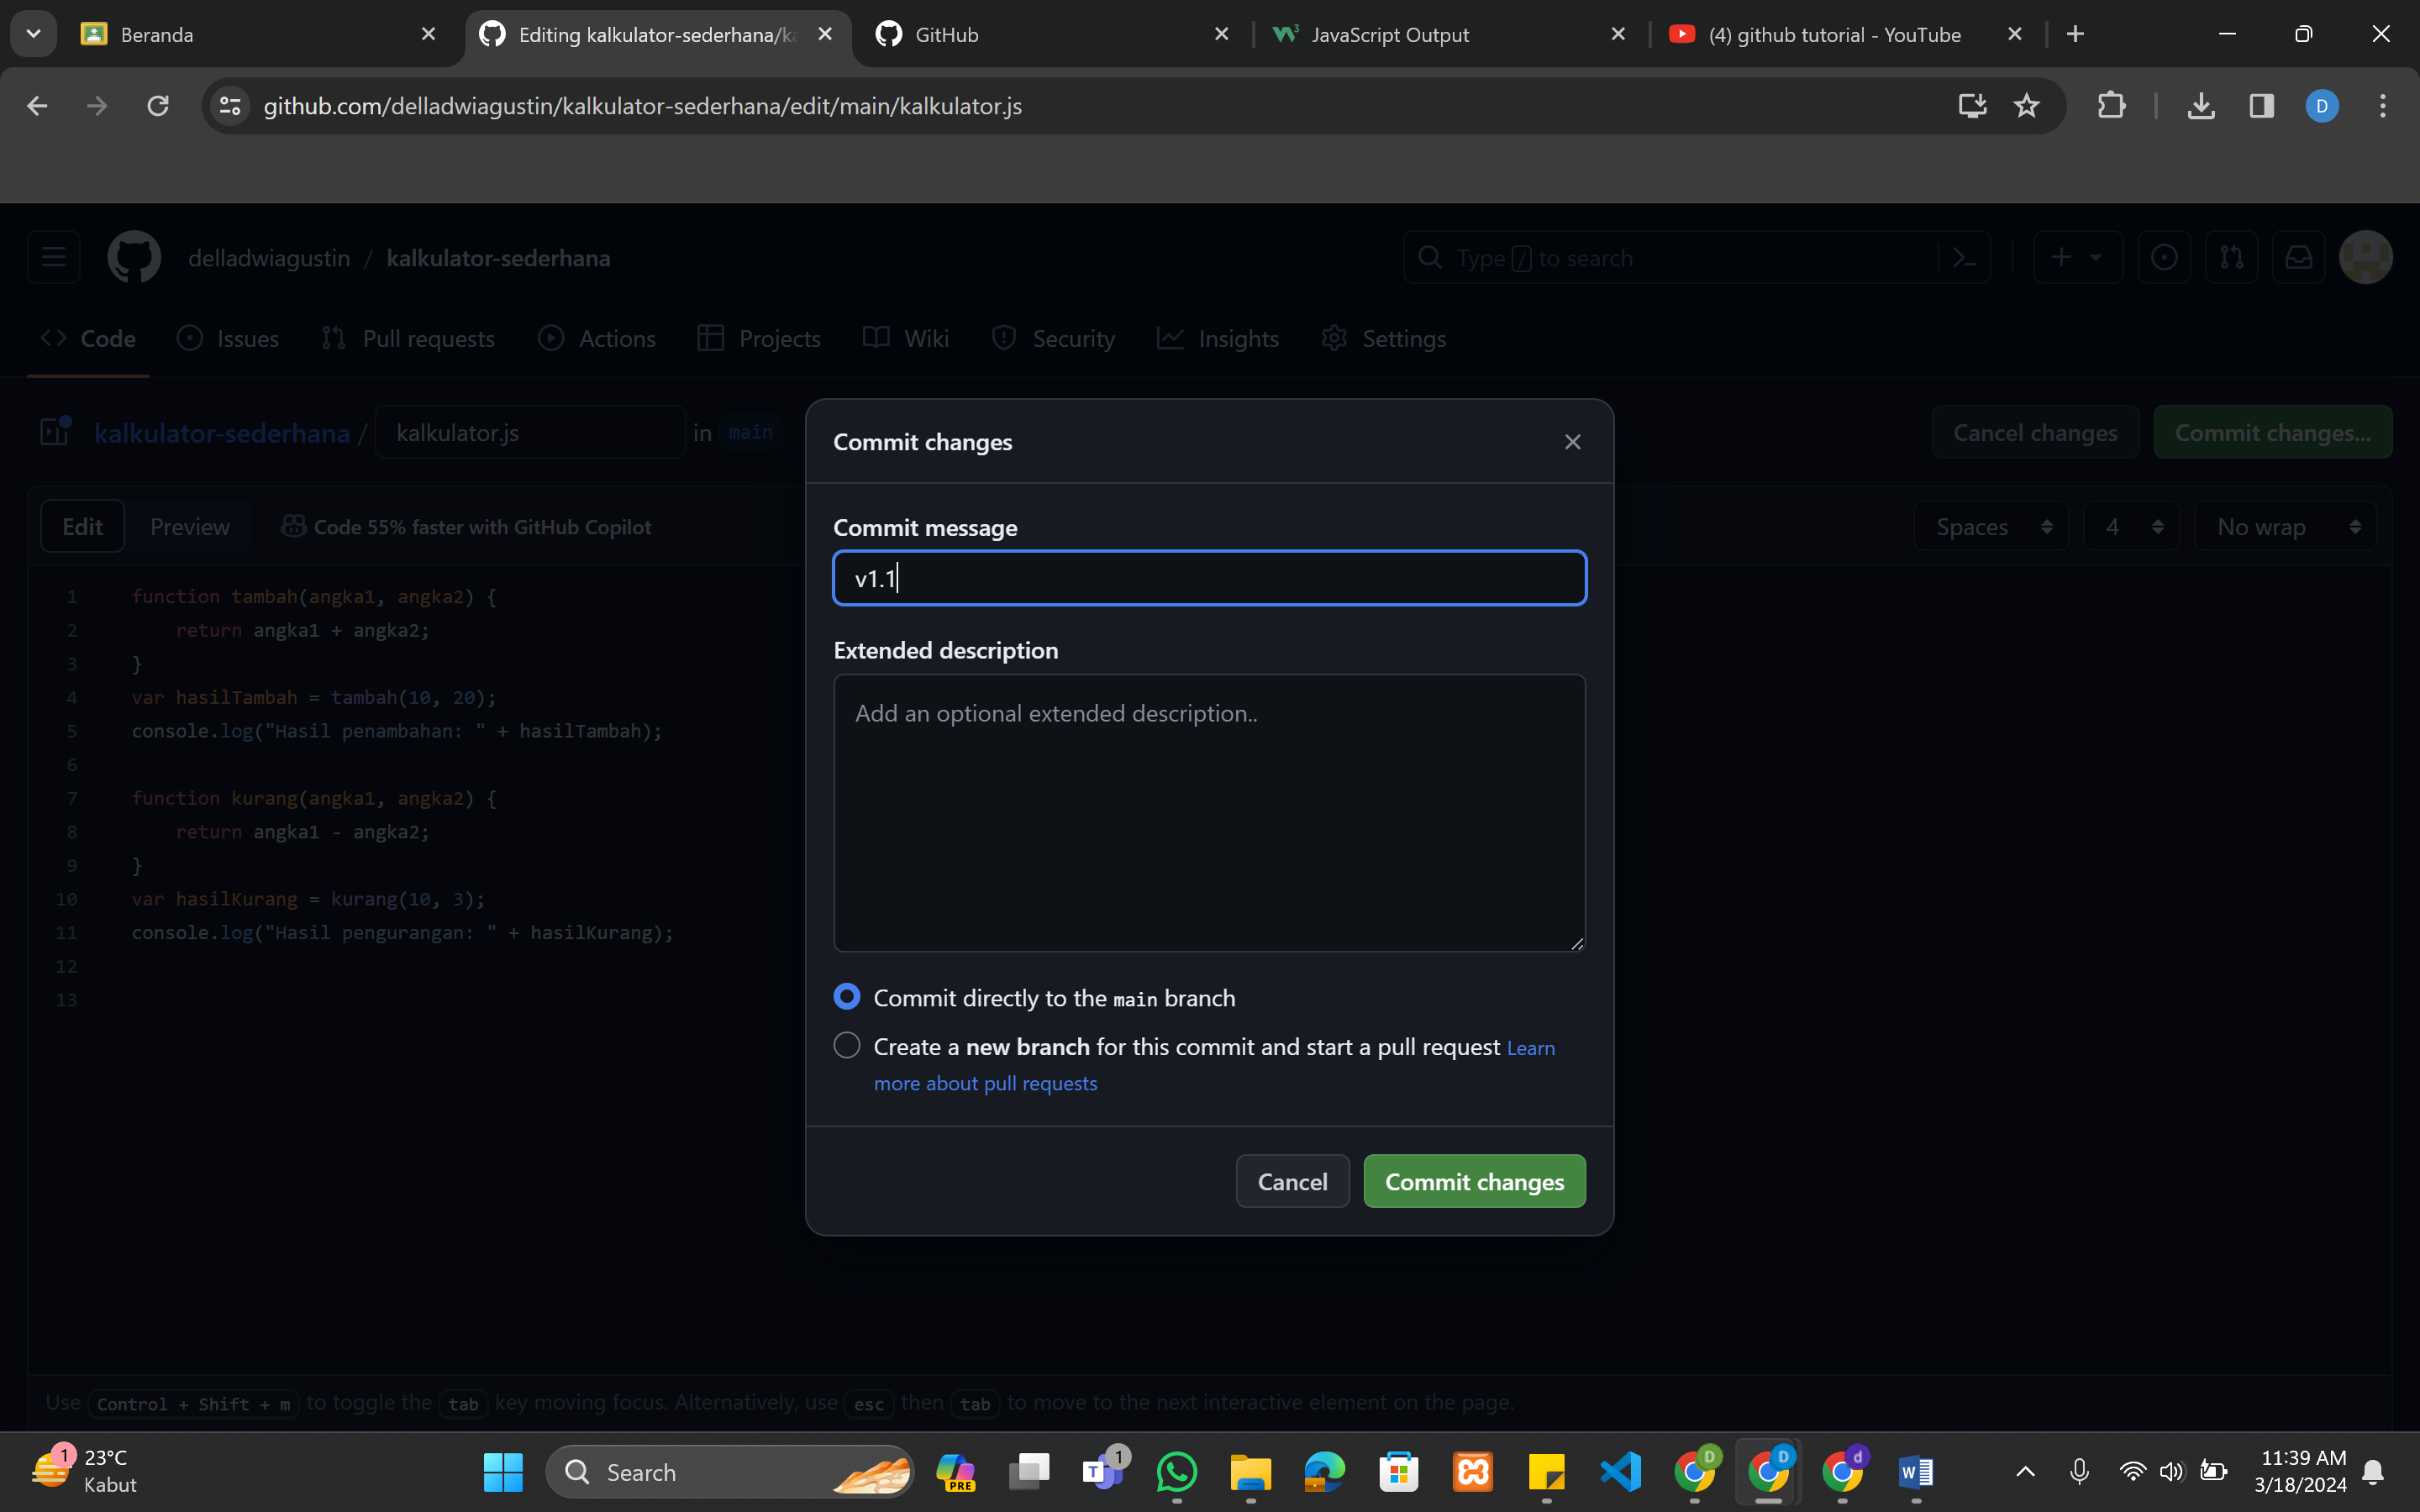 Beranda
Editing kalkulator-sederhana/ka
GitHub
JavaScript Output
(4) github tutorial - YouTube
github.com/delladwiagustin/kalkulator-sederhana/edit/main/kalkulator.js
D
delladwiagustin / kalkulator-sederhana
Type / to search
Code
Issues
Pull requests
Actions
Projects
Wiki
Security
Insights
Settings
kalkulator-sederhana / kalkulator.js in main
Cancel changes
Commit changes...
Edit
Preview
Code 55% faster with GitHub Copilot
Spaces
4
No wrap
1 function tambah(angka1, angka2) {
2 return angka1 + angka2;
3 }
4 var hasilTambah = tambah(10, 20);
5 console.log("Hasil penambahan: " + hasilTambah);
6
7 function kurang(angka1, angka2) {
8 return angka1 - angka2;
9 }
10 var hasilKurang = kurang(10, 3);
11 console.log("Hasil pengurangan: " + hasilKurang);
12
13
Commit changes
Commit message
v1.1
Extended description
Add an optional extended description..
Commit directly to the main branch
Create a new branch for this commit and start a pull request Learn
more about pull requests
Cancel
Commit changes
Use Control + Shift + m to toggle the tab key moving focus. Alternatively, use esc then tab to move to the next interactive element on the page.
1
23°C
Kabut
Search
PRE
T
1
D
D
d
W
11:39 AM
3/18/2024